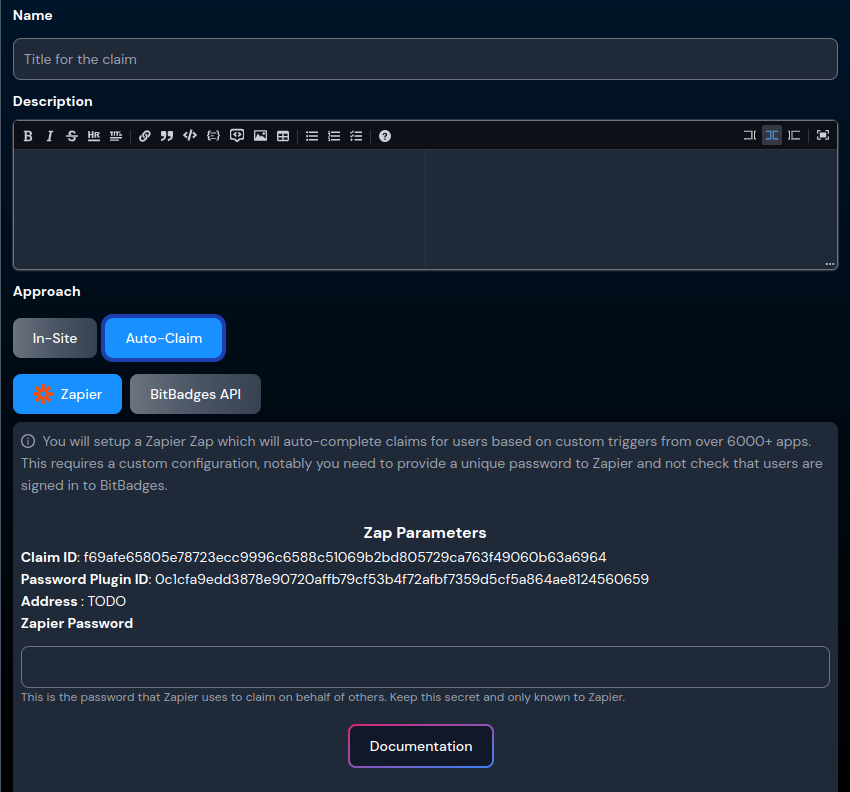 Name
Title for the claim
Description
B I S HR TITL
Approach
In-Site Auto-Claim
Zapier BitBadges API
You will setup a Zapier Zap which will auto-complete claims for users based on custom triggers from over 6000+ apps.
This requires a custom configuration, notably you need to provide a unique password to Zapier and not check that users are
signed in to BitBadges.
Zap Parameters
Claim ID: f69afe65805e78723ecc9996c6588c51069b2bd805729ca763f49060b63a6964
Password Plugin ID: 0c1cfa9edd3878e90720affb79cf53b4f72afbf7359d5cf5a864ae8124560659
Address : TODO
Zapier Password
This is the password that Zapier uses to claim on behalf of others. Keep this secret and only known to Zapier.
Documentation